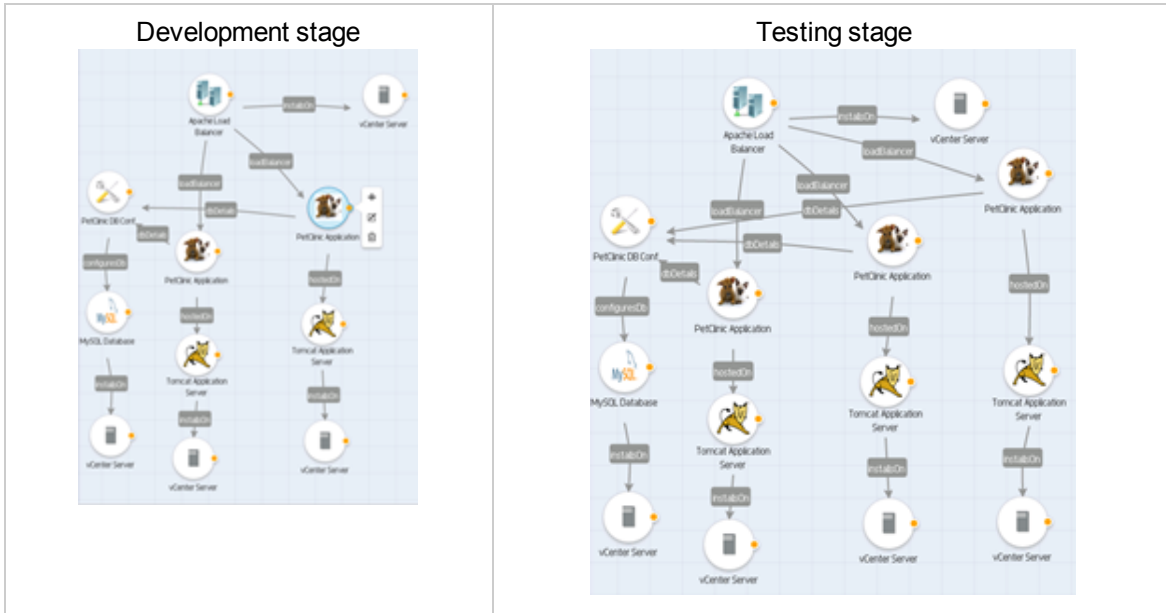 Development stage
Apache Load
Balancer
installsOn
vCenter Server
loadBalancer
loadBalancer
PetClinic DB Conf
dbDetails
PetClinic Application
dbDetails
PetClinic Application
configuresDb
hostedOn
MySQL
MySQL Database
hostedOn
Tomcat Application
Server
Tomcat Application
Server
installsOn
installsOn
installsOn
vCenter Server
vCenter Server
vCenter Server
Testing stage
Apache Load
Balancer
installsOn
vCenter Server
loadBalancer
loadBalancer
PetClinic Application
loadBalancer
dbDetails
PetClinic DB Conf
dbDetails
PetClinic Application
dbDetails
hostedOn
configuresDb
PetClinic Application
hostedOn
MySQL
MySQL Database
hostedOn
Tomcat Application
Server
Tomcat Application
Server
Tomcat Application
Server
installsOn
installsOn
installsOn
installsOn
vCenter Server
vCenter Server
vCenter Server
vCenter Server